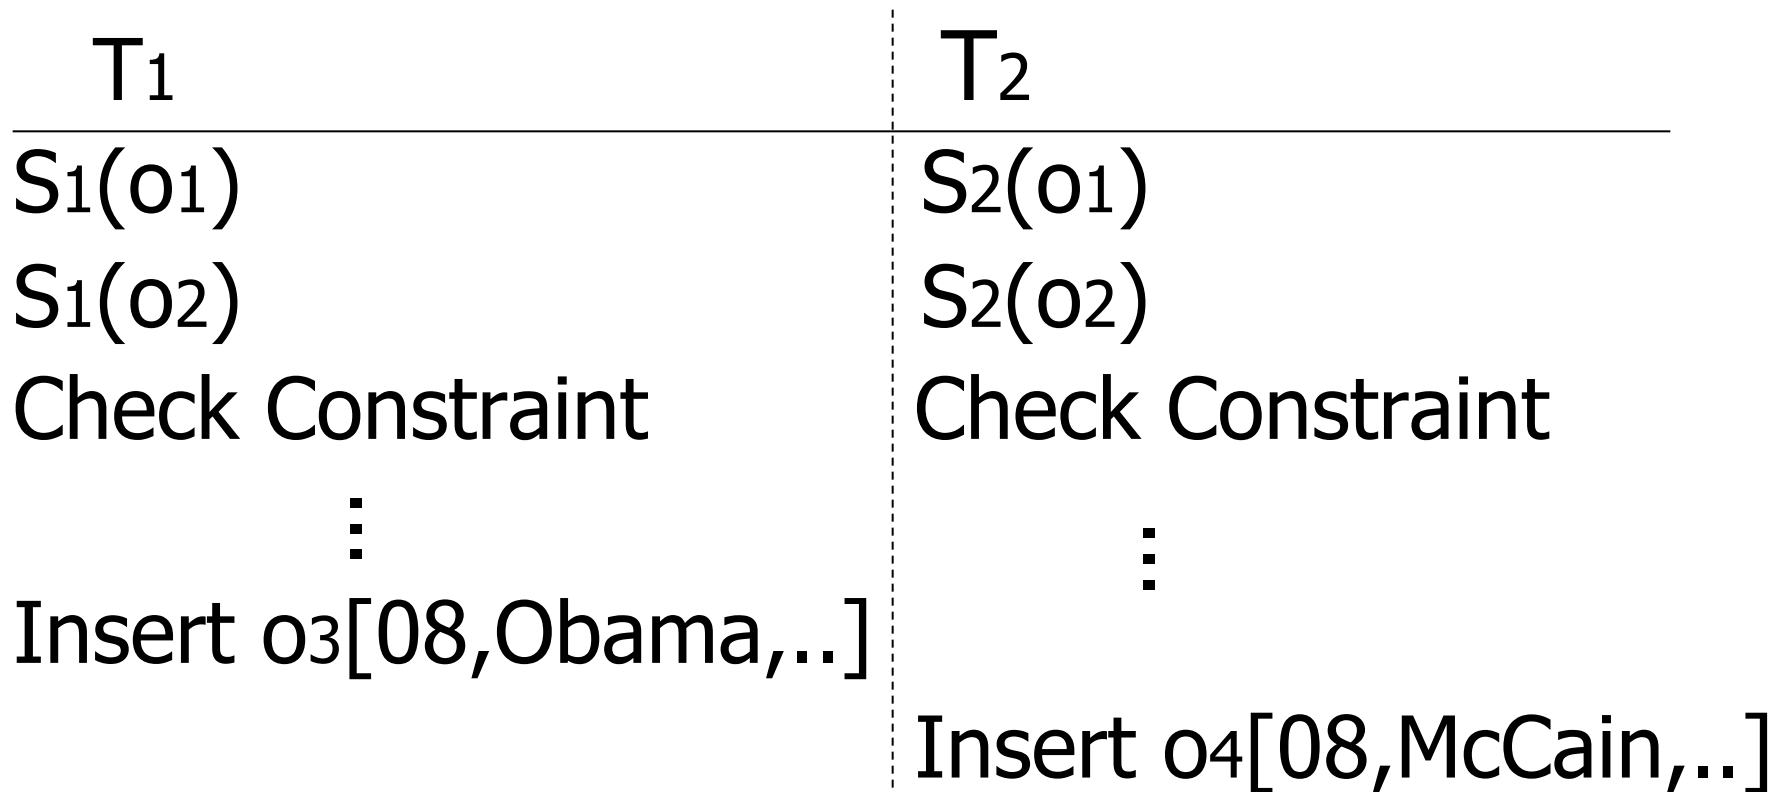 T1 T2
S1(o1) S2(o1)
S1(o2) S2(o2)
Check Constraint Check Constraint
⋮ ⋮
Insert o3[08,Obama,..]
Insert o4[08,McCain,..]